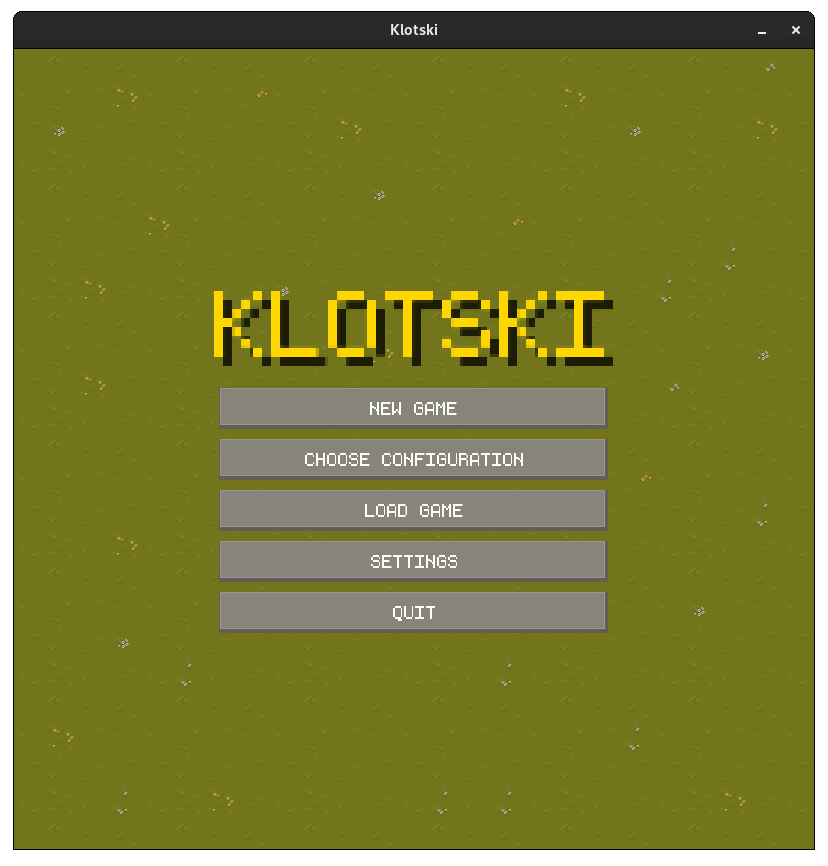 Klotski
KLOTSKI
NEW GAME
CHOOSE CONFIGURATION
LOAD GAME
SETTINGS
QUIT